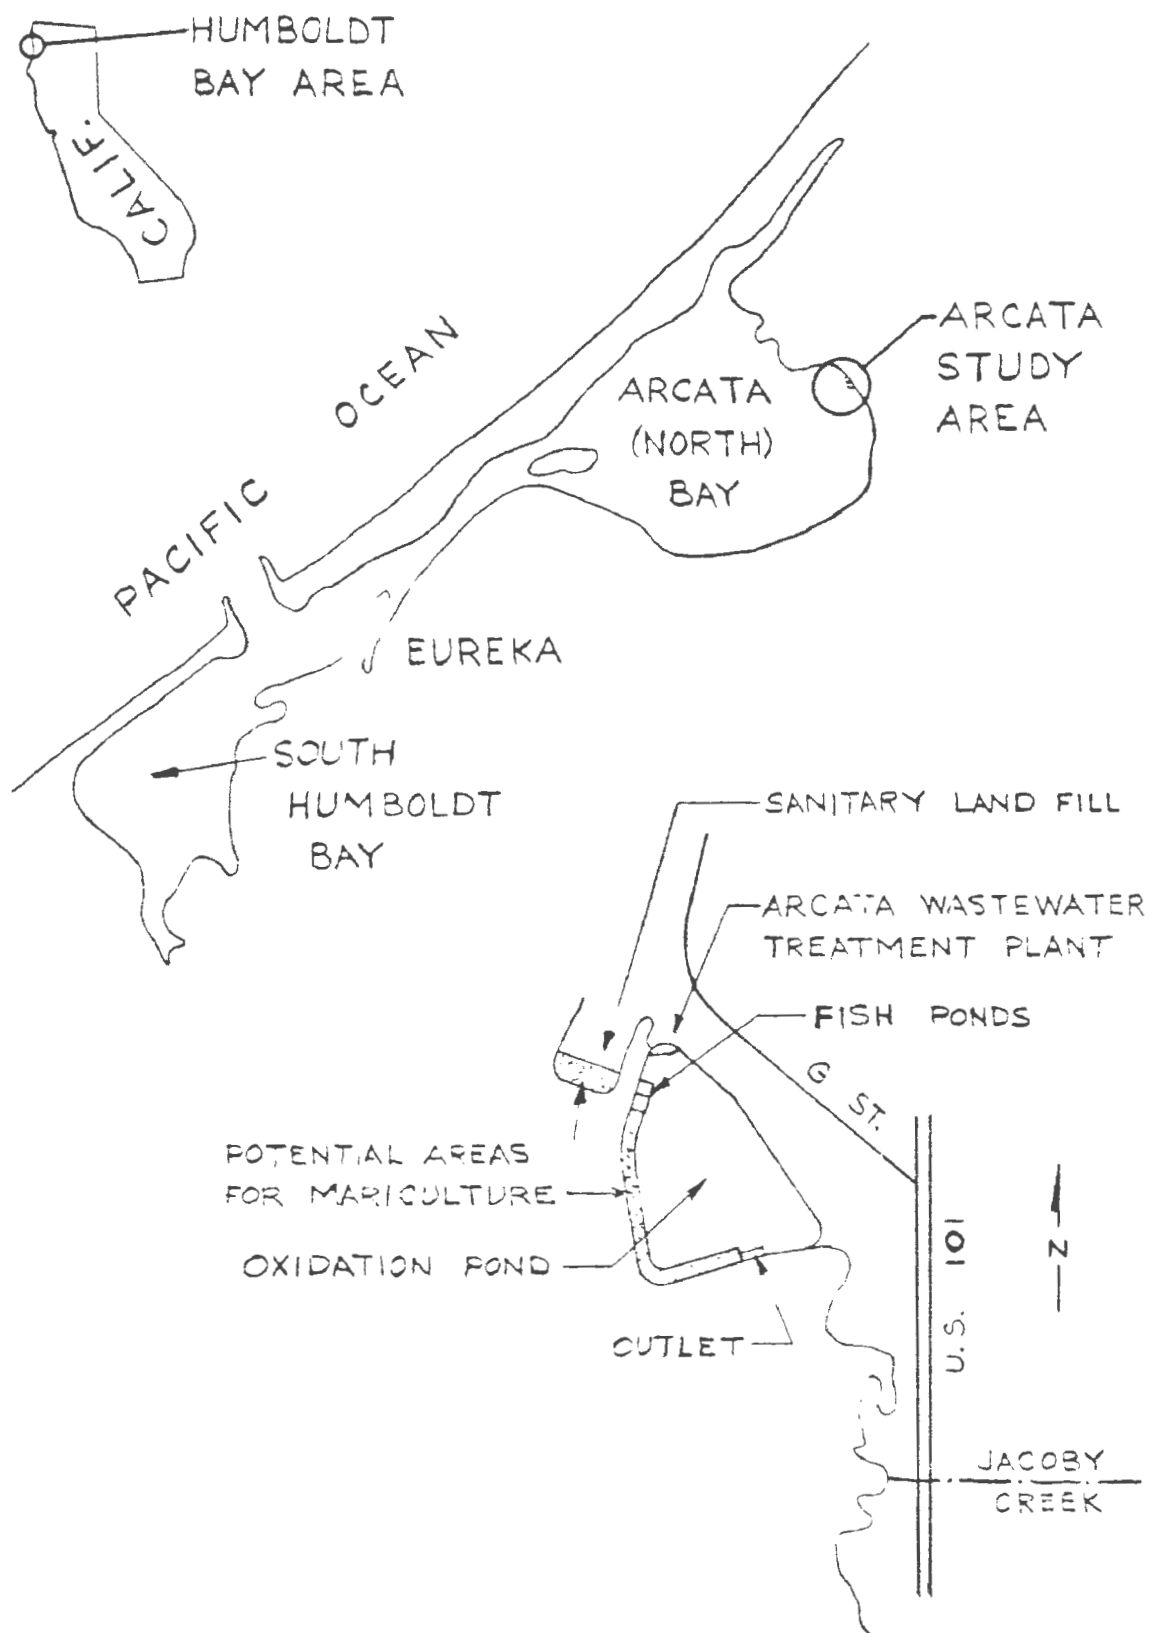 HUMBOLDT
BAY AREA
CALIF.
ARCATA
STUDY
AREA
PACIFIC OCEAN
ARCATA
(NORTH)
BAY
EUREKA
SOUTH
HUMBOLDT
BAY
SANITARY LAND FILL
ARCATA WASTEWATER
TREATMENT PLANT
FISH PONDS
G ST.
POTENTIAL AREAS
FOR MARICULTURE
OXIDATION POND
OUTLET
U.S. 101
N
JACOBY
CREEK